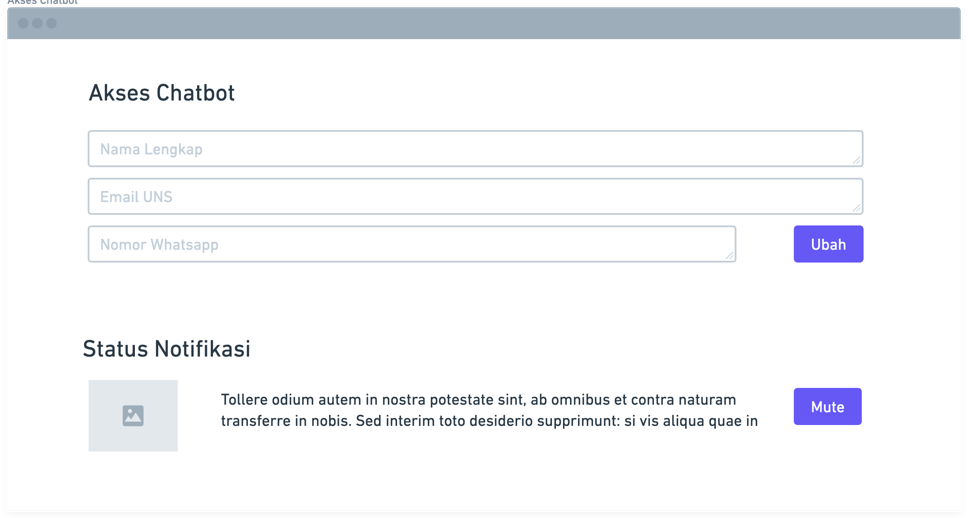 Akses Chatbot
Akses Chatbot
Nama Lengkap
Email UNS
Nomor Whatsapp
Ubah
Status Notifikasi
Tollere odium autem in nostra potestate sint, ab omnibus et contra naturam
transferre in nobis. Sed interim toto desiderio supprimunt: si vis aliqua quae in
Mute